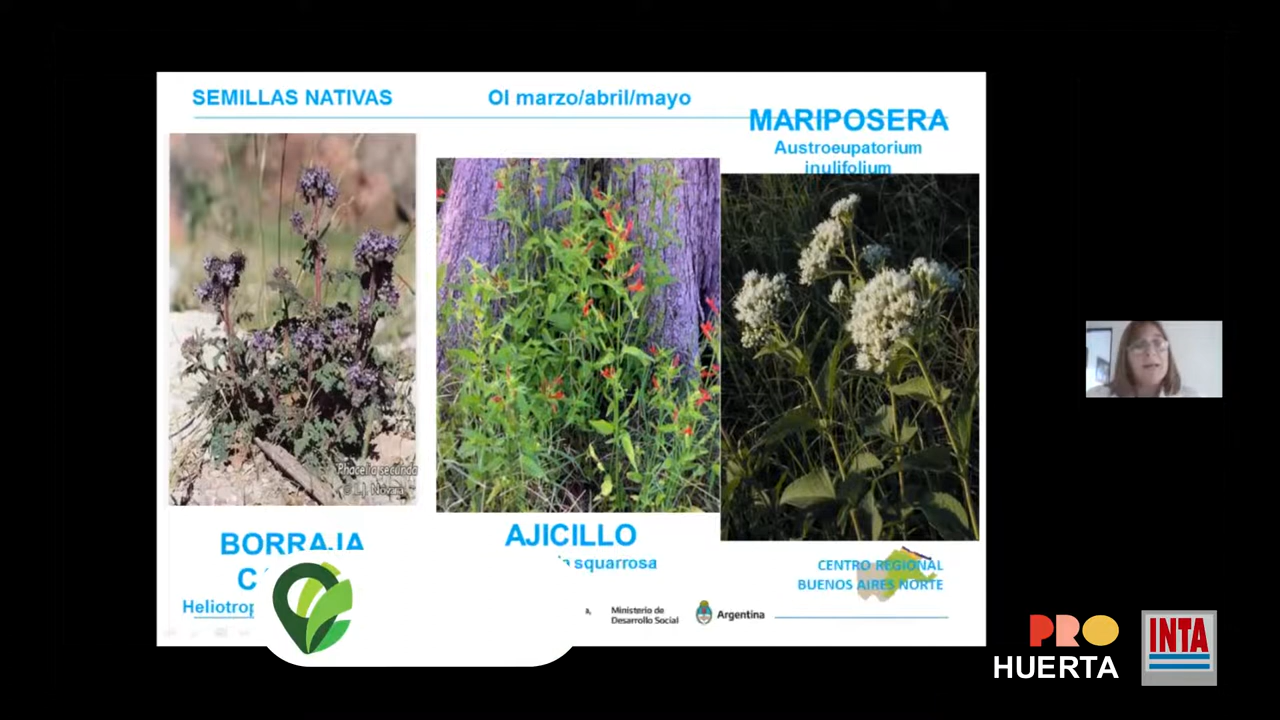 SEMILLAS NATIVAS
OI marzo/abril/mayo
MARIPOSERA
Austroeupatorium
inulifolium
Phacelia secunda
BORRAJA
AJICILLO
squarrosa
CENTRO REGIONAL
BUENOS AIRES NORTE
Ministerio de
Desarrollo Social
Argentina
PRO
HUERTA
INTA